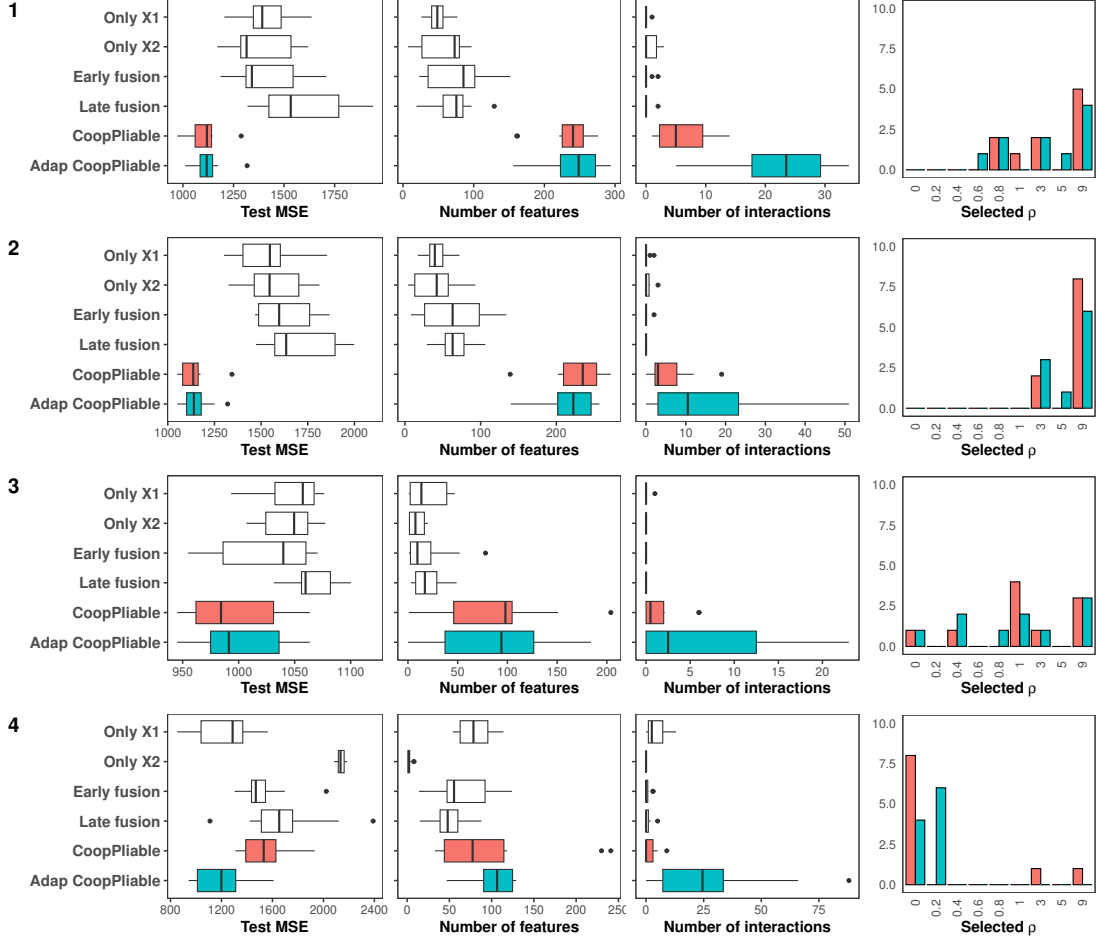 1
Only X1
Only X2
Early fusion
Late fusion
CoopPliable
Adap CoopPliable
1000 1250 1500 1750
Test MSE
0 100 200 300
Number of features
0 10 20 30
Number of interactions
10.0
7.5
5.0
2.5
0.0
0 0.2 0.4 0.6 0.8 1 3 5 9
Selected ρ
2
Only X1
Only X2
Early fusion
Late fusion
CoopPliable
Adap CoopPliable
1000 1250 1500 1750 2000
Test MSE
0 100 200
Number of features
0 10 20 30 40 50
Number of interactions
10.0
7.5
5.0
2.5
0.0
0 0.2 0.4 0.6 0.8 1 3 5 9
Selected ρ
3
Only X1
Only X2
Early fusion
Late fusion
CoopPliable
Adap CoopPliable
950 1000 1050 1100
Test MSE
0 50 100 150 200
Number of features
0 5 10 15 20
Number of interactions
10.0
7.5
5.0
2.5
0.0
0 0.2 0.4 0.6 0.8 1 3 5 9
Selected ρ
4
Only X1
Only X2
Early fusion
Late fusion
CoopPliable
Adap CoopPliable
800 1200 1600 2000 2400
Test MSE
0 50 100 150 200 250
Number of features
0 25 50 75
Number of interactions
10.0
7.5
5.0
2.5
0.0
0 0.2 0.4 0.6 0.8 1 3 5 9
Selected ρ